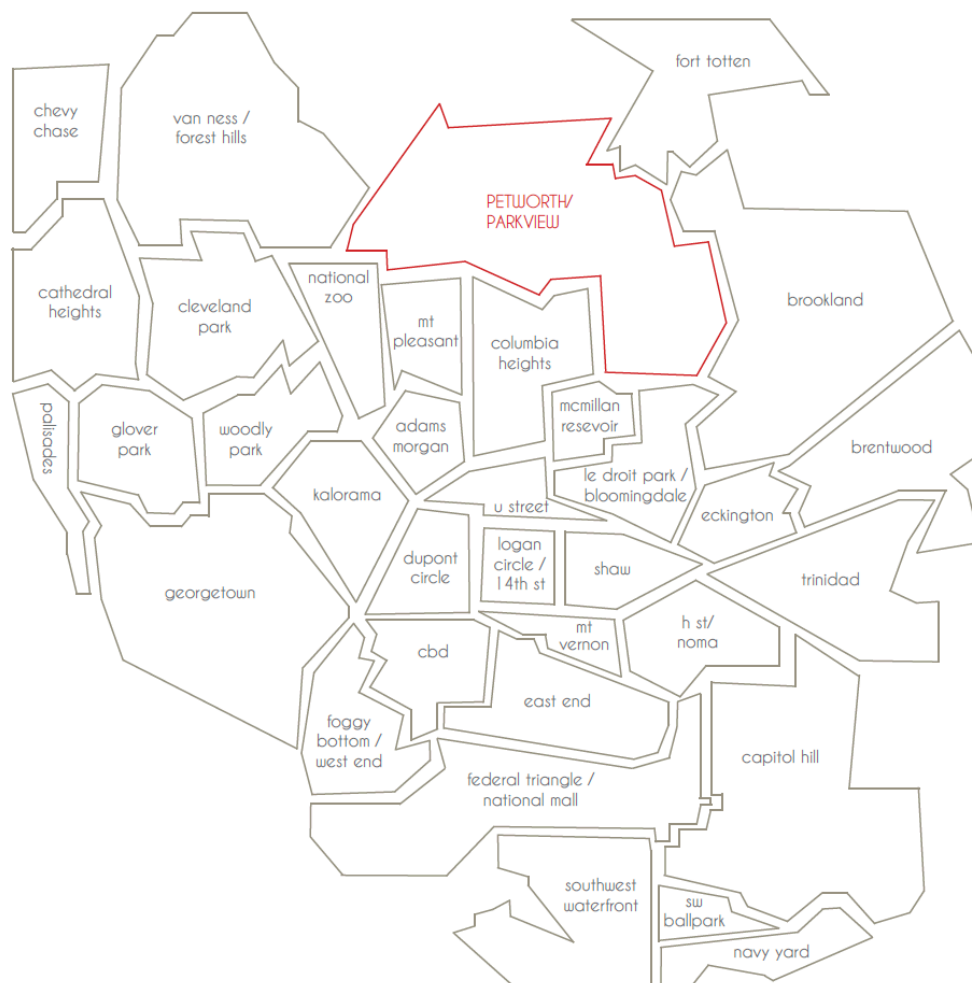 fort totten
chevy
chase
van ness /
forest hills
PETWORTH/
PARKVIEW
national
zoo
cathedral
heights
cleveland
park
brookland
mt
pleasant
columbia
heights
palisades
glover
park
woodly
park
adams
morgan
mcmillan
resevoir
brentwood
le droit park /
bloomingdale
kalorama
u street
eckington
dupont
circle
logan
circle /
14th st
shaw
trinidad
georgetown
h st/
noma
mt
vernon
cbd
east end
foggy
bottom /
west end
capitol hill
federal triangle /
national mall
southwest
waterfront
sw
ballpark
navy yard